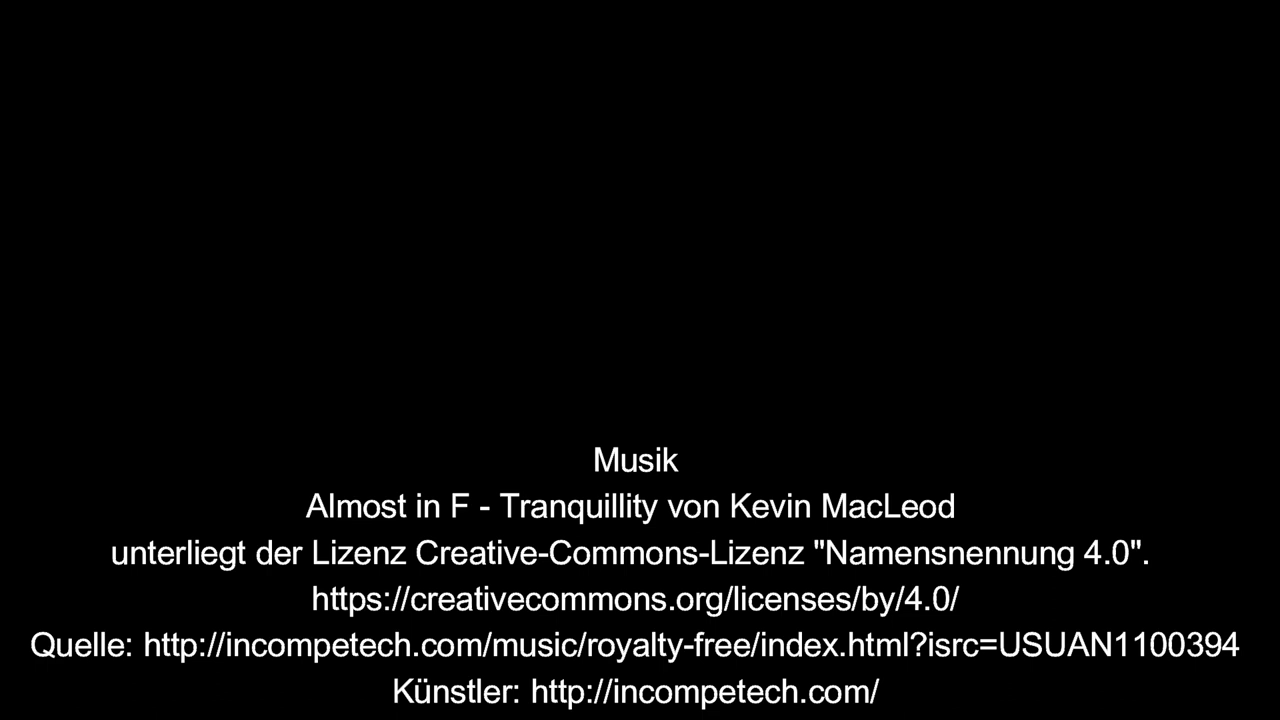 Musik
Almost in F - Tranquillity von Kevin MacLeod
unterliegt der Lizenz Creative-Commons-Lizenz "Namensnennung 4.0".
https://creativecommons.org/licenses/by/4.0/
Quelle: http://incompetech.com/music/royalty-free/index.html?isrc=USUAN1100394
Künstler: http://incompetech.com/